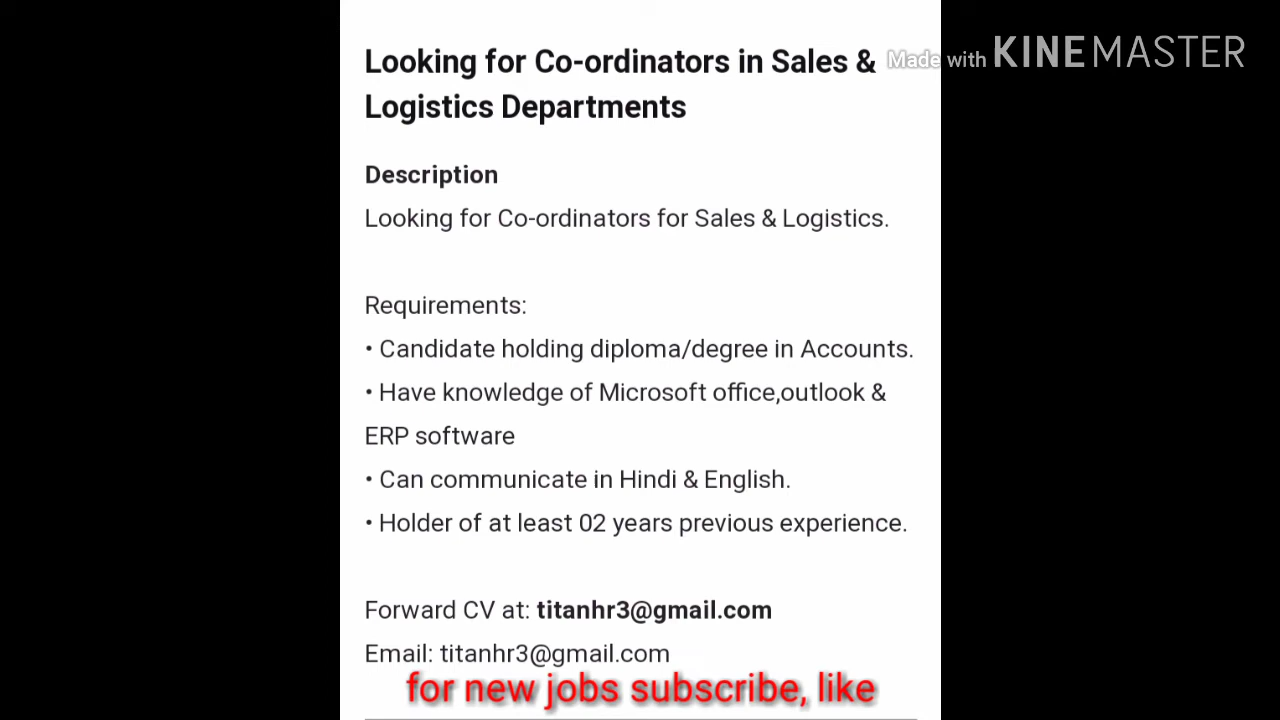 Looking for Co-ordinators in Sales &
Made with KINEMASTER
Logistics Departments
Description
Looking for Co-ordinators for Sales & Logistics.
Requirements:
• Candidate holding diploma/degree in Accounts.
• Have knowledge of Microsoft office,outlook &
ERP software
• Can communicate in Hindi & English.
• Holder of at least 02 years previous experience.
Forward CV at: titanhr3@gmail.com
Email: titanhr3@gmail.com
for new jobs subscribe, like